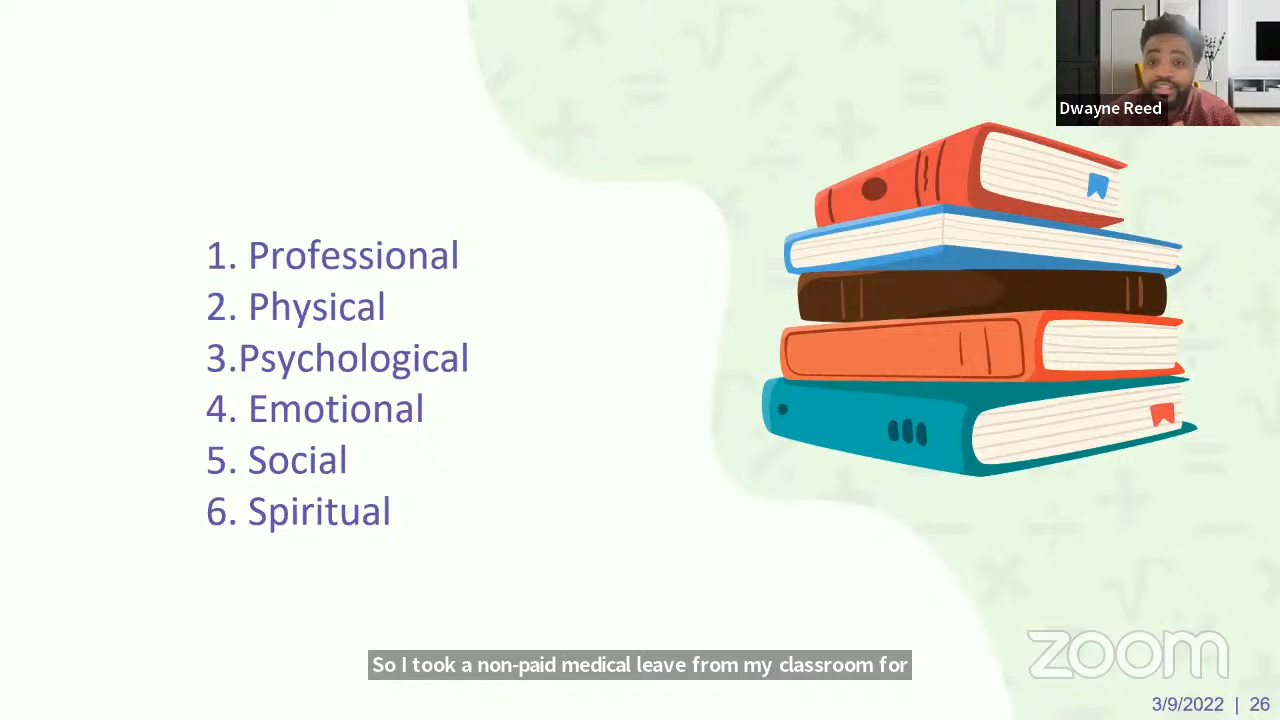 Dwayne Reed
1. Professional
2. Physical
3.Psychological
4. Emotional
5. Social
6. Spiritual
So I took a non-paid medical leave from my classroom for
zoom
3/9/2022 | 26